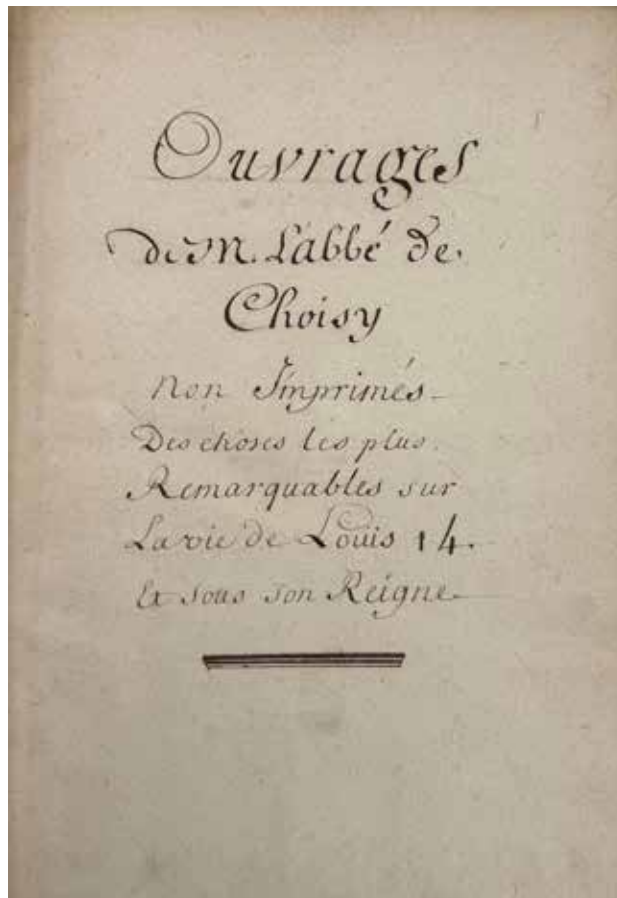 Ouvrages
de M. L'abbé de
Choisy
non Imprimés
Des choses les plus
Remarquables sur
La vie de Louis 14.
Et sous son Reigne